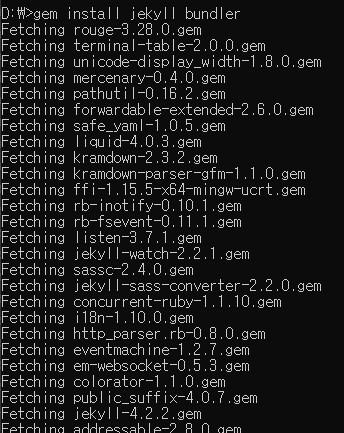 D:\>gem install jekyll bundler
Fetching rouge-3.28.0.gem
Fetching terminal-table-2.0.0.gem
Fetching unicode-display_width-1.8.0.gem
Fetching mercenary-0.4.0.gem
Fetching pathutil-0.16.2.gem
Fetching forwardable-extended-2.6.0.gem
Fetching safe_yaml-1.0.5.gem
Fetching liquid-4.0.3.gem
Fetching kramdown-2.3.2.gem
Fetching kramdown-parser-gfm-1.1.0.gem
Fetching ffi-1.15.5-x64-mingw-ucrt.gem
Fetching rb-inotify-0.10.1.gem
Fetching rb-fsevent-0.11.1.gem
Fetching listen-3.7.1.gem
Fetching jekyll-watch-2.2.1.gem
Fetching sassc-2.4.0.gem
Fetching jekyll-sass-converter-2.2.0.gem
Fetching concurrent-ruby-1.1.10.gem
Fetching i18n-1.10.0.gem
Fetching http_parser.rb-0.8.0.gem
Fetching eventmachine-1.2.7.gem
Fetching em-websocket-0.5.3.gem
Fetching colorator-1.1.0.gem
Fetching public_suffix-4.0.7.gem
Fetching jekyll-4.2.2.gem
Fetching addressable-2.8.0.gem